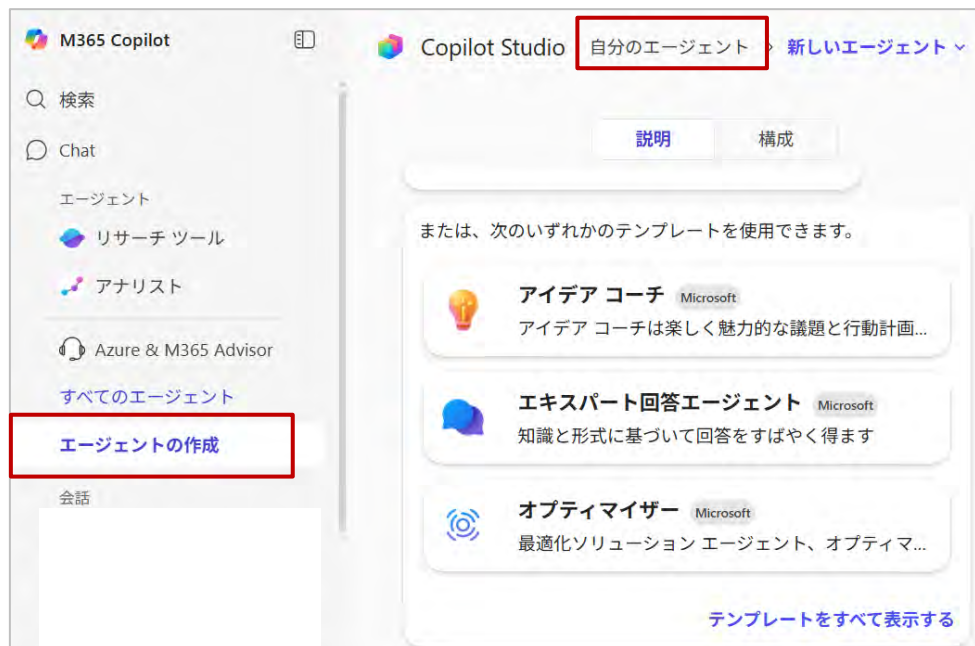 M365 Copilot
検索
Chat
エージェント
リサーチ ツール
アナリスト
Azure & M365 Advisor
すべてのエージェント
エージェントの作成
会話
Copilot Studio 自分のエージェント › 新しいエージェント
説明 構成
または、次のいずれかのテンプレートを使用できます。
アイデア コーチ Microsoft
アイデア コーチは楽しく魅力的な議題と行動計画...
エキスパート回答エージェント Microsoft
知識と形式に基づいて回答をすばやく得ます
オプティマイザー Microsoft
最適化ソリューション エージェント、オプティマ...
テンプレートをすべて表示する